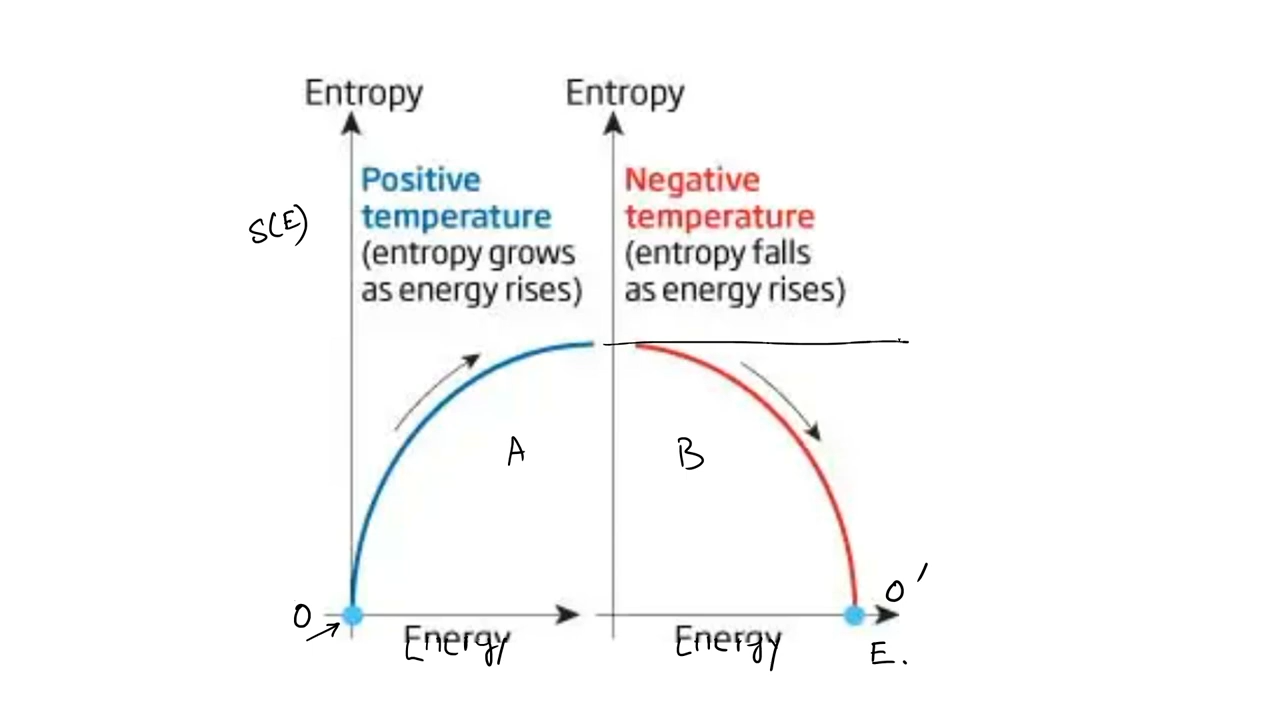 Entropy
Entropy
Positive
temperature
(entropy grows
as energy rises)
Negative
temperature
(entropy falls
as energy rises)
S(E)
A
B
O
O'
Energy
Energy
E.